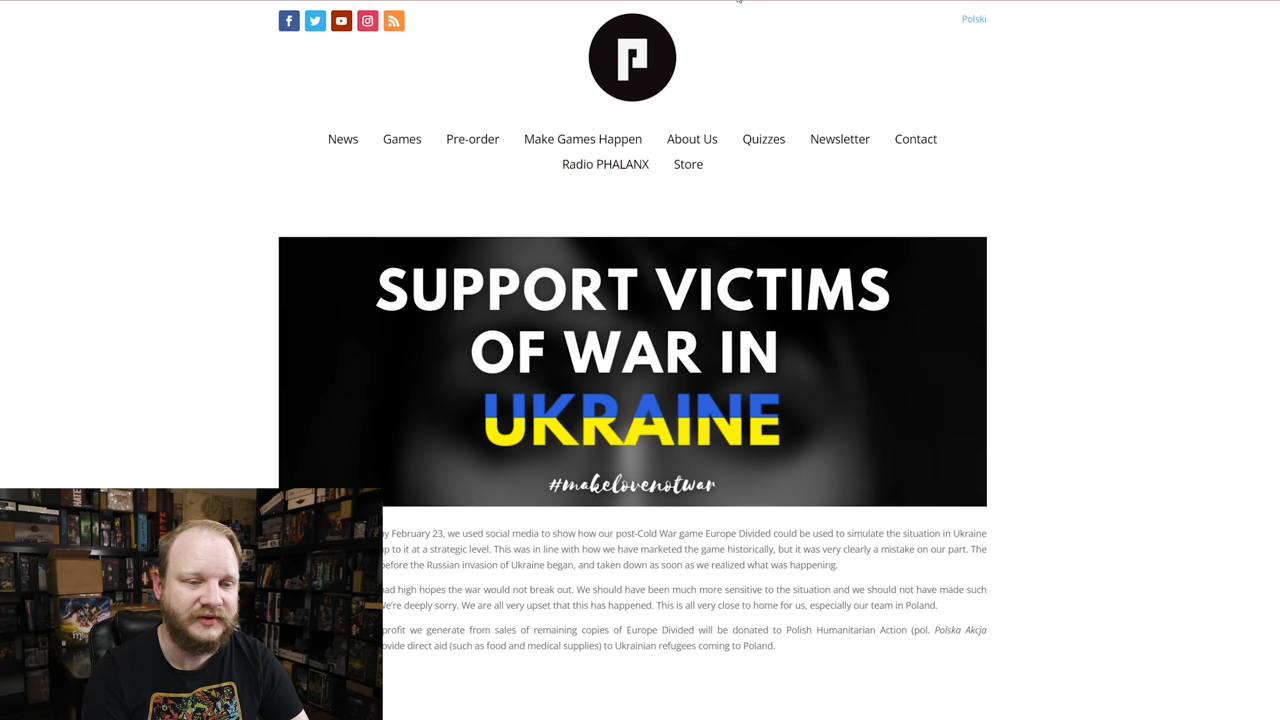 Polski
P
News Games Pre-order Make Games Happen About Us Quizzes Newsletter Contact
Radio PHALANX Store
SUPPORT VICTIMS
OF WAR IN
UKRAINE
#makelovenotwar
February 23, we used social media to show how our post-Cold War game Europe Divided could be used to simulate the situation in Ukraine
to it at a strategic level. This was in line with how we have marketed the game historically, but it was very clearly a mistake on our part. The
before the Russian invasion of Ukraine began, and taken down as soon as we realized what was happening.
had high hopes the war would not break out. We should have been much more sensitive to the situation and we should not have made such
We're deeply sorry. We are all very upset that this has happened. This is all very close to home for us, especially our team in Poland.
profit we generate from sales of remaining copies of Europe Divided will be donated to Polish Humanitarian Action (pol. Polska Akcja
direct aid (such as food and medical supplies) to Ukrainian refugees coming to Poland.